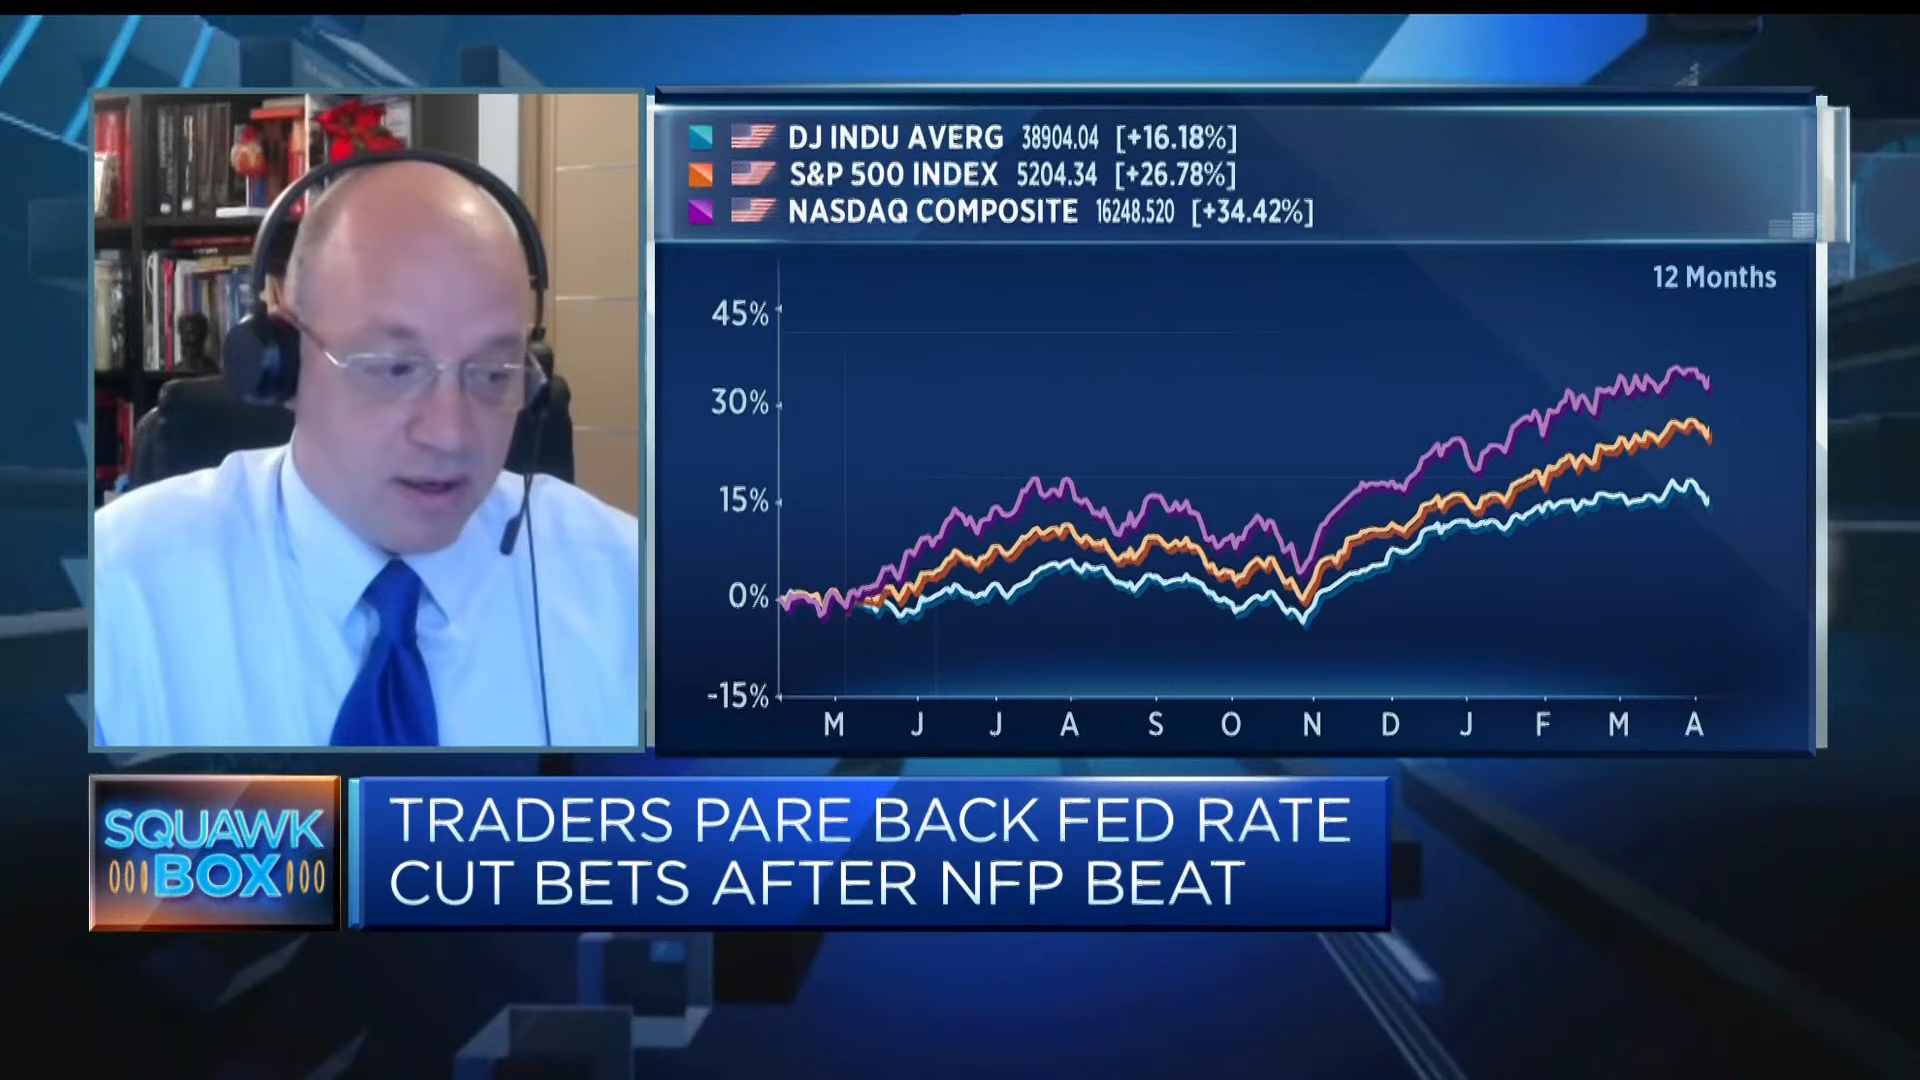 DJ INDU AVERG 38904.04 [+16.18%]
S&P 500 INDEX 5204.34 [+26.78%]
NASDAQ COMPOSITE 16248.520 [+34.42%]
12 Months
45%
30%
15%
0%
-15%
M J J A S O N D J F M A
SQUAWK
BOX
TRADERS PARE BACK FED RATE
CUT BETS AFTER NFP BEAT